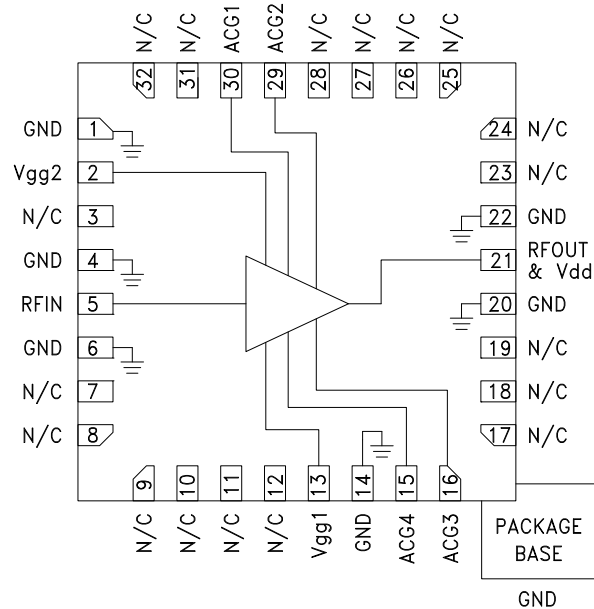 N/C
N/C
ACG1
ACG2
N/C
N/C
N/C
N/C
32
31
30
29
28
27
26
25
GND 1
Vgg2 2
N/C 3
GND 4
RFIN 5
GND 6
N/C 7
N/C 8
24 N/C
23 N/C
22 GND
21 RFOUT
& Vdd
20 GND
19 N/C
18 N/C
17 N/C
9
10
11
12
13
14
15
16
N/C
N/C
N/C
N/C
Vgg1
GND
ACG4
ACG3
PACKAGE
BASE
GND